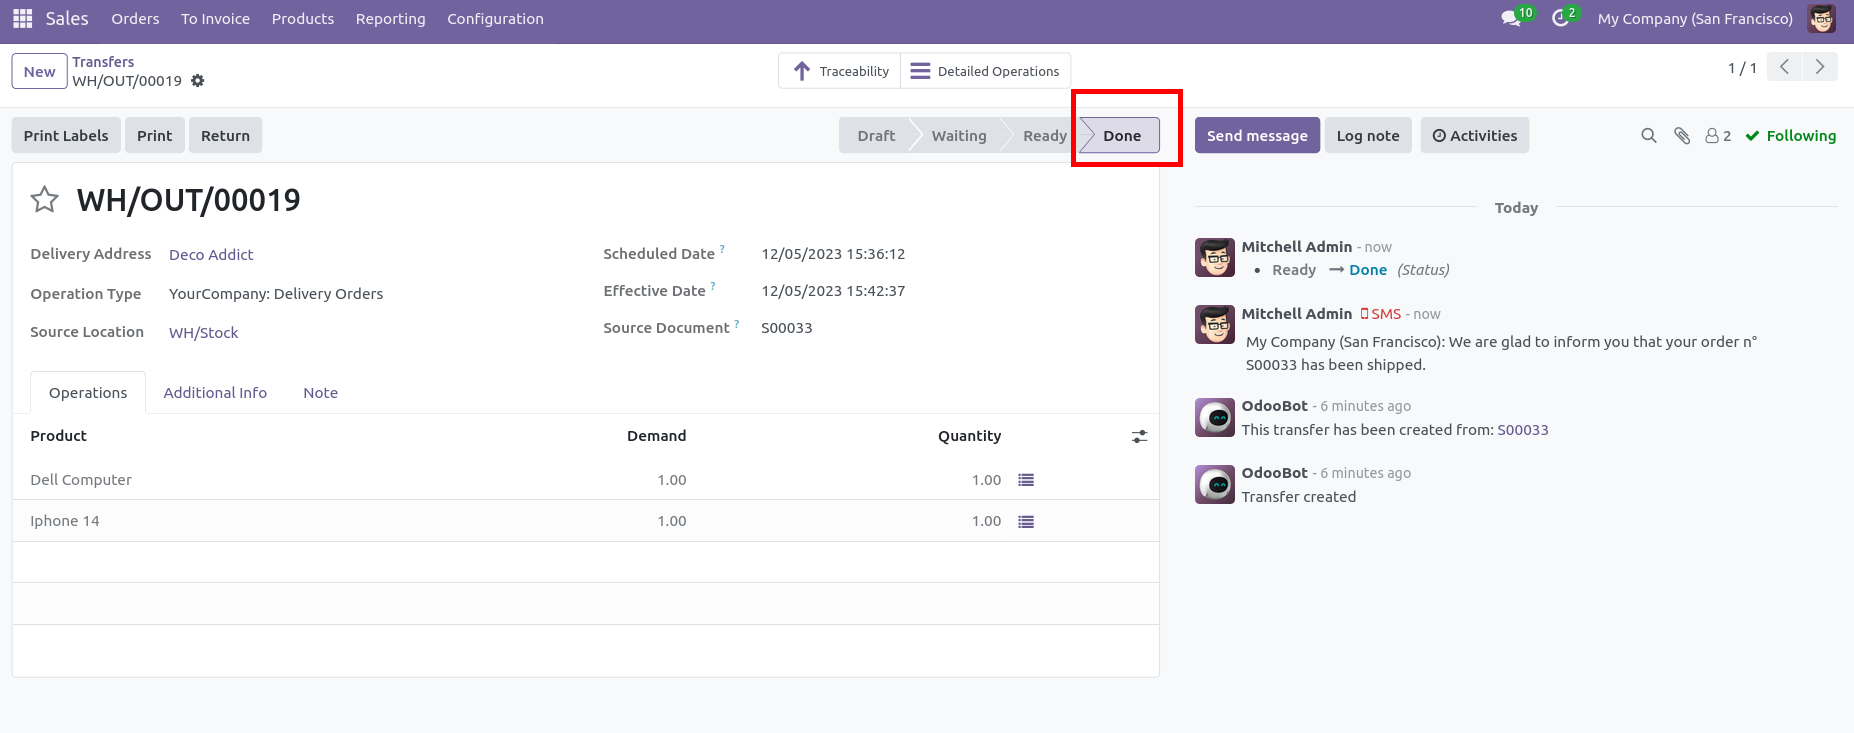 Sales Orders To Invoice Products Reporting Configuration 10 2 My Company (San Francisco)
New Transfers
WH/OUT/00019
Traceability Detailed Operations 1 / 1
Print Labels Print Return Draft Waiting Ready Done Send message Log note Activities 2 Following
WH/OUT/00019
Delivery Address Deco Addict
Operation Type YourCompany: Delivery Orders
Source Location WH/Stock
Scheduled Date ? 12/05/2023 15:36:12
Effective Date ? 12/05/2023 15:42:37
Source Document ? S00033
Operations Additional Info Note
Product Demand Quantity
Dell Computer 1.00 1.00
Iphone 14 1.00 1.00
Today
Mitchell Admin - now
• Ready → Done (Status)
Mitchell Admin SMS - now
My Company (San Francisco): We are glad to inform you that your order n°
S00033 has been shipped.
OdooBot - 6 minutes ago
This transfer has been created from: S00033
OdooBot - 6 minutes ago
Transfer created